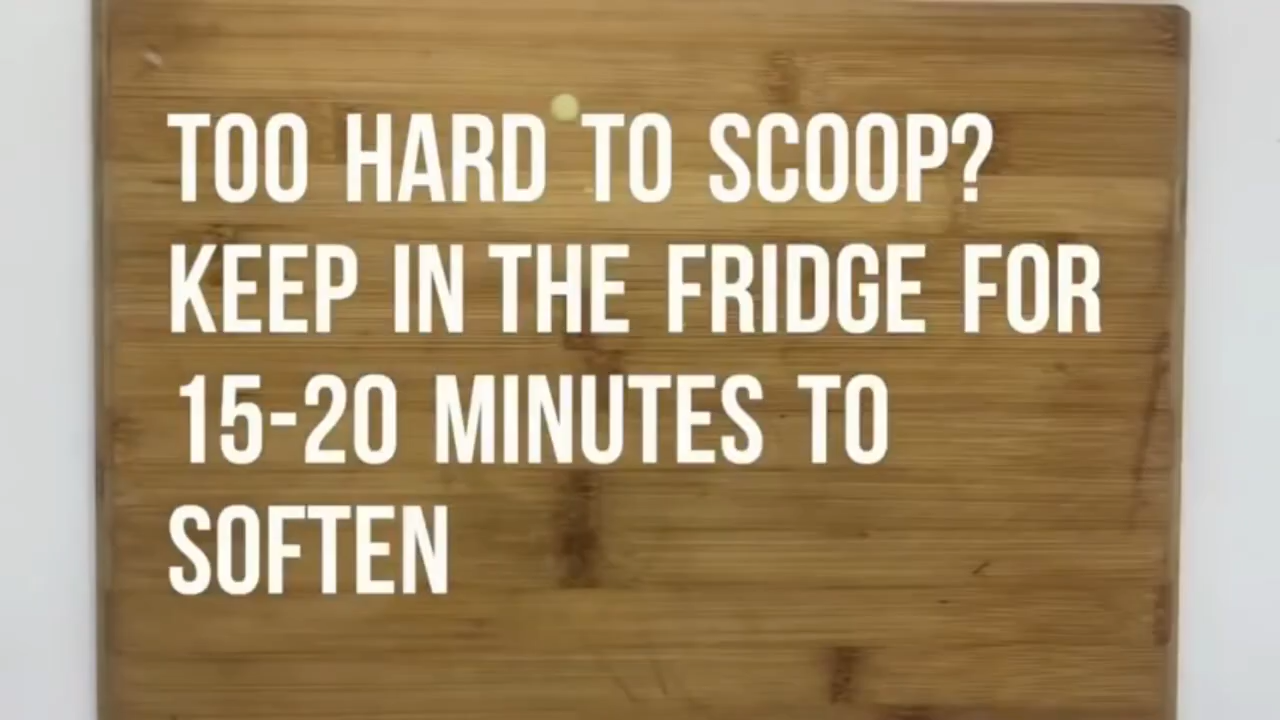 TOO HARD TO SCOOP?
KEEP IN THE FRIDGE FOR
15-20 MINUTES TO
SOFTEN